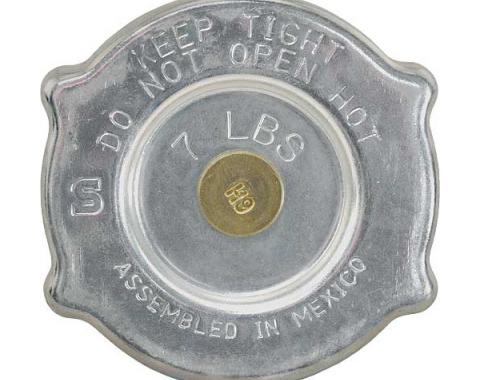 KEEP TIGHT
DO NOT OPEN HOT
7 LBS
S
ASSEMBLED IN MEXICO